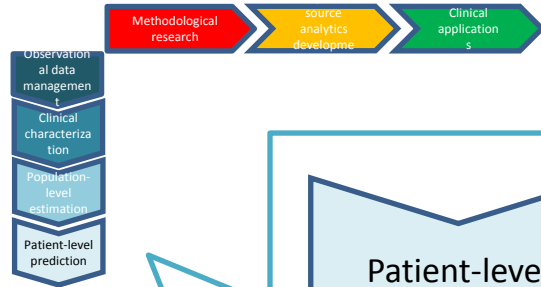 Methodological
research
source
analytics
developme
Clinical
application
s
Observation
al data
managemen
t
Clinical
characteriza
tion
Population-
level
estimation
Patient-level
prediction
Patient-leve